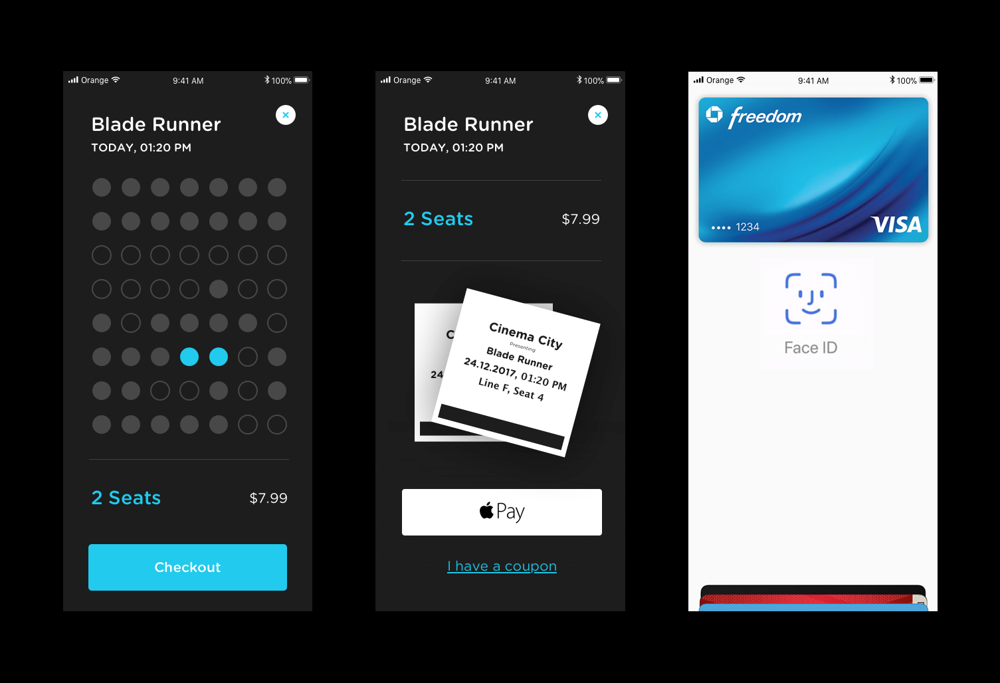 Orange 9:41 AM 100%
Blade Runner
TODAY, 01:20 PM
2 Seats $7.99
Checkout
Orange 9:41 AM 100%
Blade Runner
TODAY, 01:20 PM
2 Seats $7.99
C
24
Cinema City
Presenting
Blade Runner
24.12.2017, 01:20 PM
Line F, Seat 4
Pay
I have a coupon
Orange 9:41 AM 100%
freedom
•••• 1234
VISA
Face ID